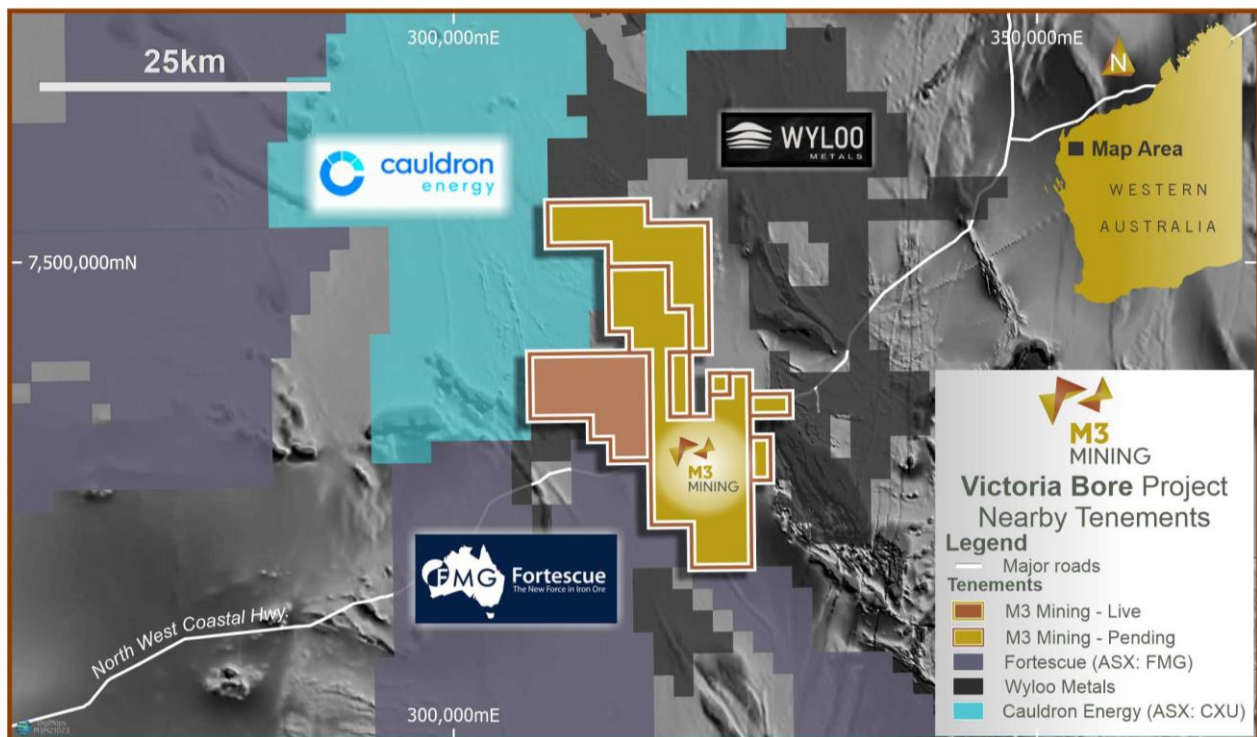 300,000mE
350,000mE
25km
N
cauldron
energy
WYLOO
METALS
Map Area
WESTERN
AUSTRALIA
7,500,000mN
M3
MINING
M3
MINING
Victoria Bore Project
Nearby Tenements
Legend
Major roads
Tenements
M3 Mining - Live
M3 Mining - Pending
Fortescue (ASX: FMG)
Wyloo Metals
Cauldron Energy (ASX: CXU)
FMG Fortescue
The New Force in Iron Ore
North West Coastal Hwy.
300,000mE
DigiMaps
M3M21023